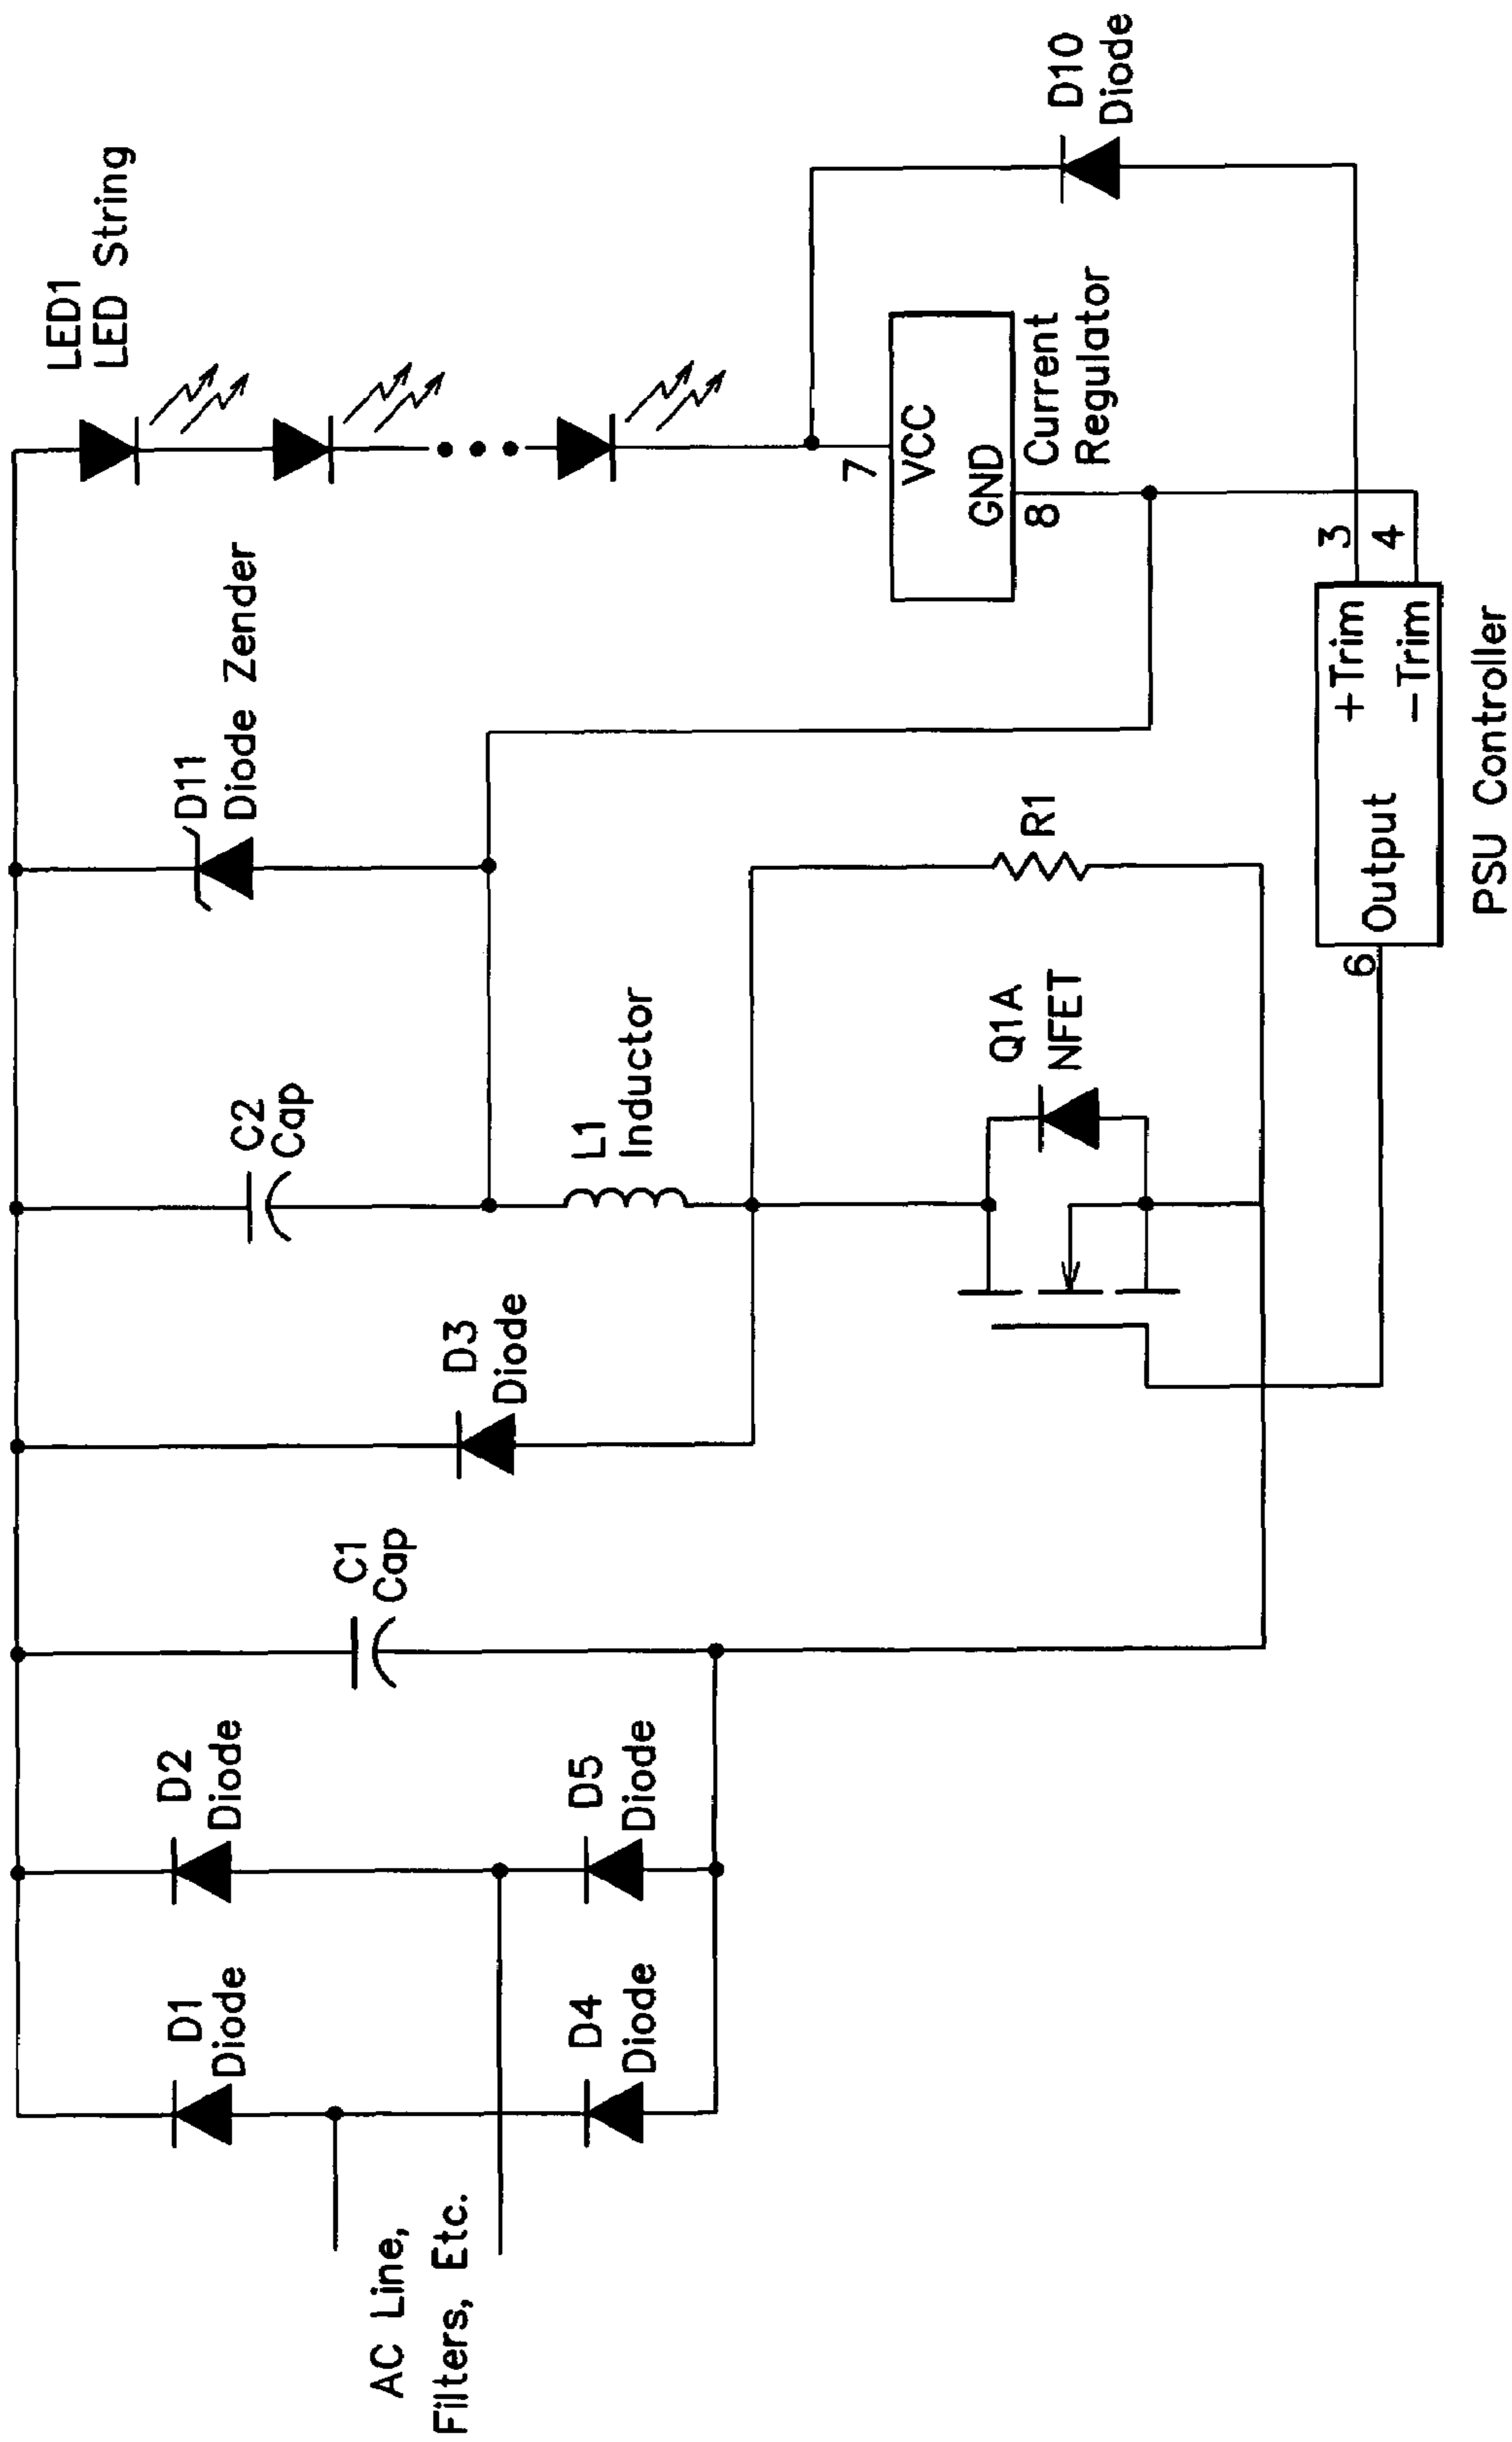 AC Line,
Filters, Etc.
D1
Diode
D2
Diode
D4
Diode
D5
Diode
C1
Cap
D3
Diode
C2
Cap
L1
Inductor
D11
Diode Zender
LED1
LED String
Q1A
NFET
R1
7
VCC
GND
8
Current
Regulator
D10
Diode
6
Output
+Trim
-Trim
3
4
PSU Controller